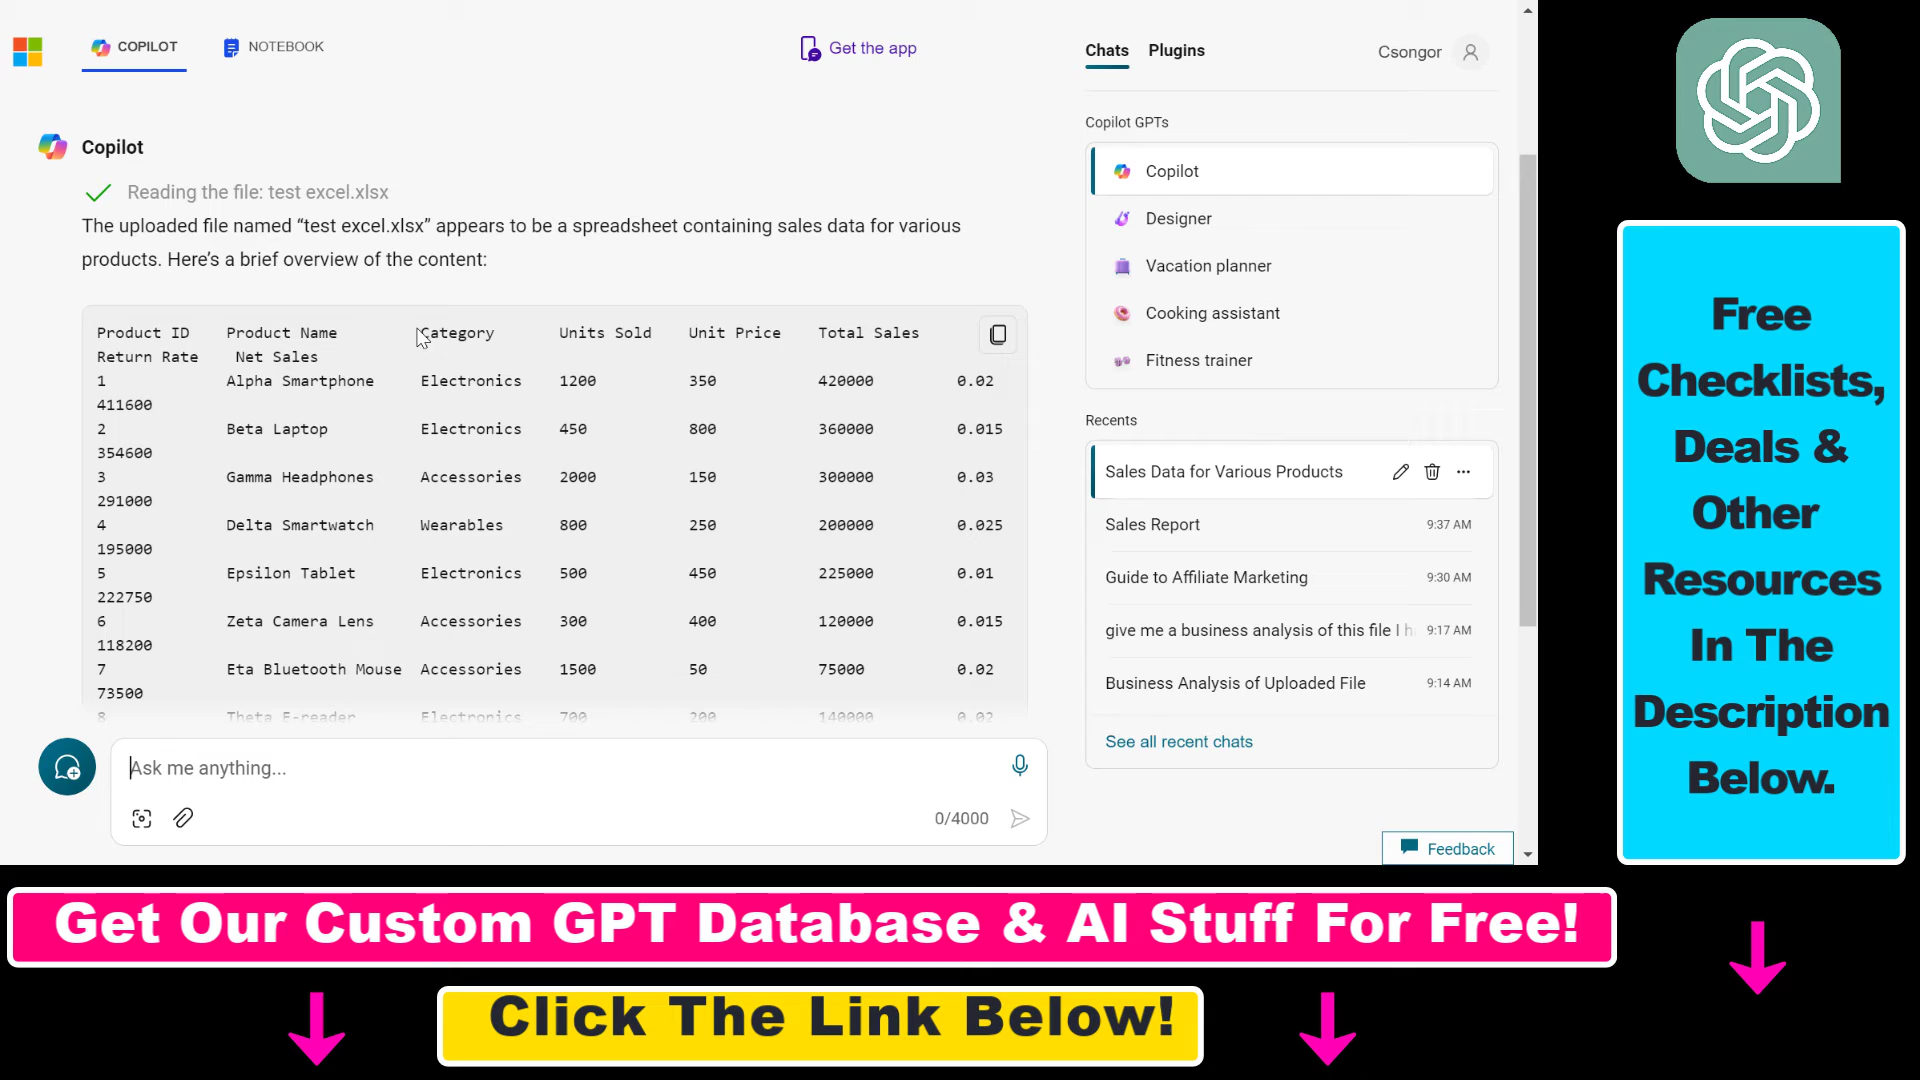 COPILOT NOTEBOOK Get the app
Chats Plugins Csongor
Copilot
Reading the file: test excel.xlsx
The uploaded file named “test excel.xlsx” appears to be a spreadsheet containing sales data for various
products. Here’s a brief overview of the content:
Product ID Product Name Category Units Sold Unit Price Total Sales
Return Rate Net Sales
1 Alpha Smartphone Electronics 1200 350 420000 0.02
411600
2 Beta Laptop Electronics 450 800 360000 0.015
354600
3 Gamma Headphones Accessories 2000 150 300000 0.03
291000
4 Delta Smartwatch Wearables 800 250 200000 0.025
195000
5 Epsilon Tablet Electronics 500 450 225000 0.01
222750
6 Zeta Camera Lens Accessories 300 400 120000 0.015
118200
7 Eta Bluetooth Mouse Accessories 1500 50 75000 0.02
73500
8 Theta E-reader Electronics 700 200 140000 0.02
Ask me anything...
0/4000
Copilot GPTs
Copilot
Designer
Vacation planner
Cooking assistant
Fitness trainer
Recents
Sales Data for Various Products
Sales Report 9:37 AM
Guide to Affiliate Marketing 9:30 AM
give me a business analysis of this file I 9:17 AM
Business Analysis of Uploaded File 9:14 AM
See all recent chats
Feedback
Free
Checklists,
Deals &
Other
Resources
In The
Description
Below.
Get Our Custom GPT Database & AI Stuff For Free!
Click The Link Below!